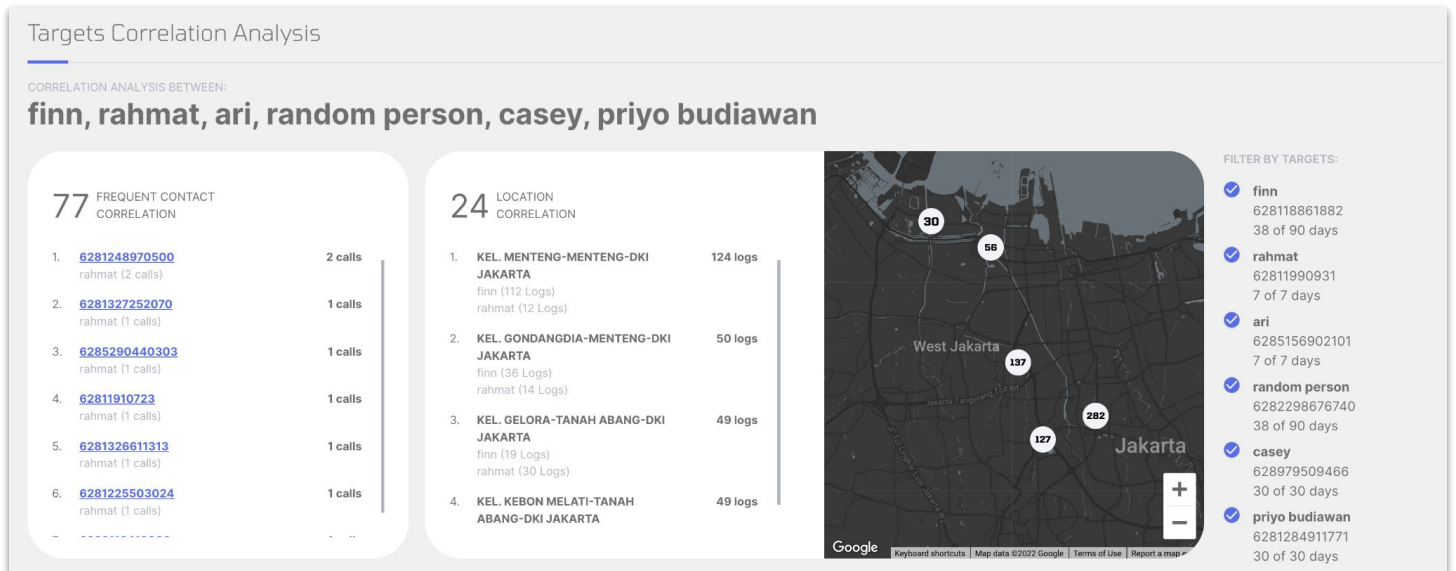 Targets Correlation Analysis
CORRELATION ANALYSIS BETWEEN:
finn, rahmat, ari, random person, casey, priyo budiawan
77 FREQUENT CONTACT
CORRELATION
1. 6281248970500 2 calls
rahmat (2 calls)
2. 6281327252070 1 calls
rahmat (1 calls)
3. 6285290440303 1 calls
rahmat (1 calls)
4. 62811910723 1 calls
rahmat (1 calls)
5. 6281326611313 1 calls
rahmat (1 calls)
6. 6281225503024 1 calls
rahmat (1 calls)
24 LOCATION
CORRELATION
1. KEL. MENTENG-MENTENG-DKI 124 logs
JAKARTA
finn (112 Logs)
rahmat (12 Logs)
2. KEL. GONDANGDIA-MENTENG-DKI 50 logs
JAKARTA
finn (36 Logs)
rahmat (14 Logs)
3. KEL. GELORA-TANAH ABANG-DKI 49 logs
JAKARTA
finn (19 Logs)
rahmat (30 Logs)
4. KEL. KEBON MELATI-TANAH 49 logs
ABANG-DKI JAKARTA
30
56
West Jakarta
137
Jakarta-Tangerang Toll Rd
282
127
Jakarta
+
−
Google
Keyboard shortcuts Map data ©2022 Google Terms of Use Report a map
FILTER BY TARGETS:
finn
628118861882
38 of 90 days
rahmat
62811990931
7 of 7 days
ari
6285156902101
7 of 7 days
random person
6282298676740
38 of 90 days
casey
628979509466
30 of 30 days
priyo budiawan
6281284911771
30 of 30 days